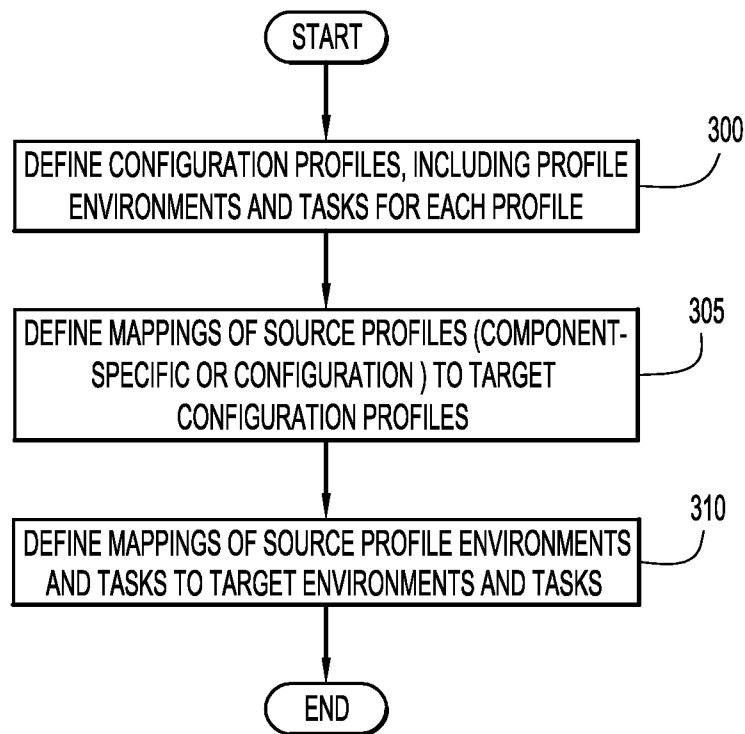 START
300
DEFINE CONFIGURATION PROFILES, INCLUDING PROFILE
ENVIRONMENTS AND TASKS FOR EACH PROFILE
305
DEFINE MAPPINGS OF SOURCE PROFILES (COMPONENT-
SPECIFIC OR CONFIGURATION ) TO TARGET
CONFIGURATION PROFILES
310
DEFINE MAPPINGS OF SOURCE PROFILE ENVIRONMENTS
AND TASKS TO TARGET ENVIRONMENTS AND TASKS
END